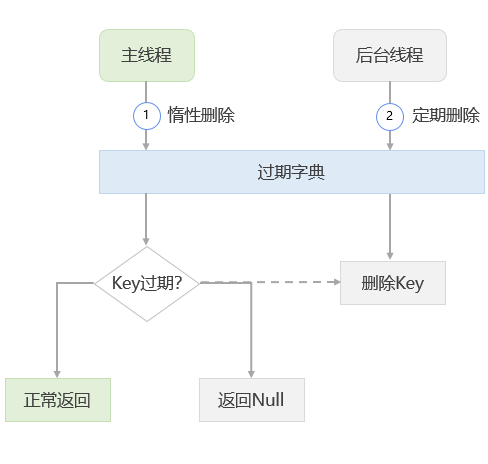 主线程
后台线程
1
惰性删除
2
定期删除
过期字典
Key过期?
删除Key
正常返回
返回Null